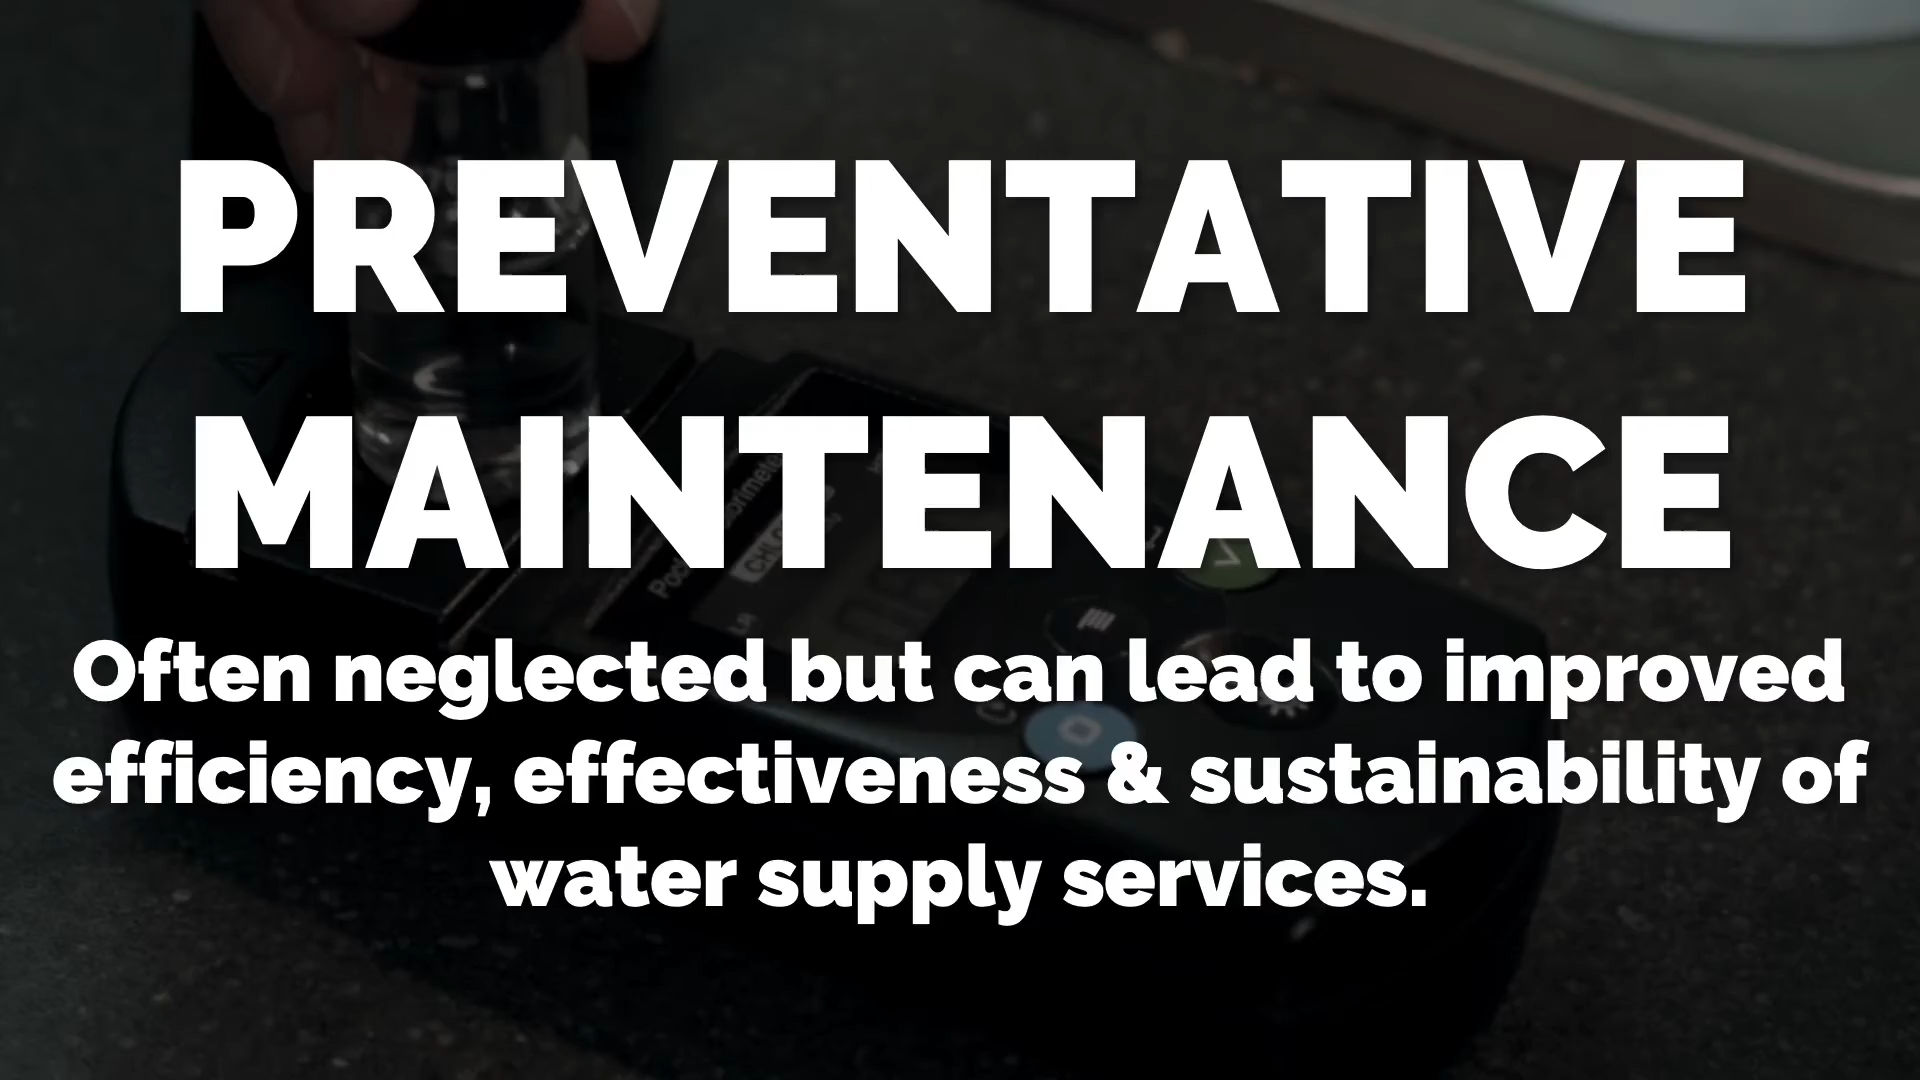 PREVENTATIVE
MAINTENANCE
Often neglected but can lead to improved
efficiency, effectiveness & sustainability of
water supply services.